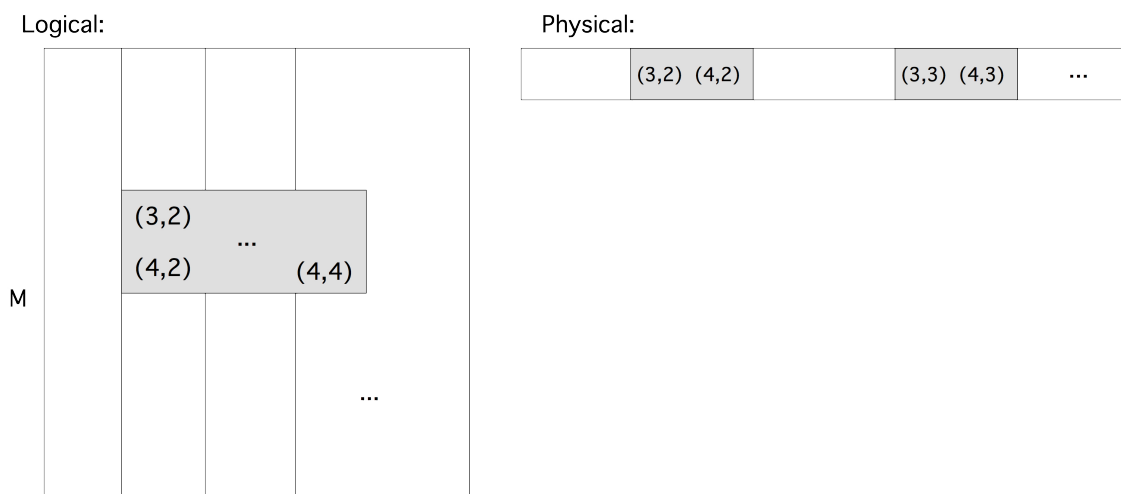 Logical:
Physical:
(3,2) (4,2)
(3,3) (4,3)
...
(3,2)
...
(4,2)
(4,4)
M
...